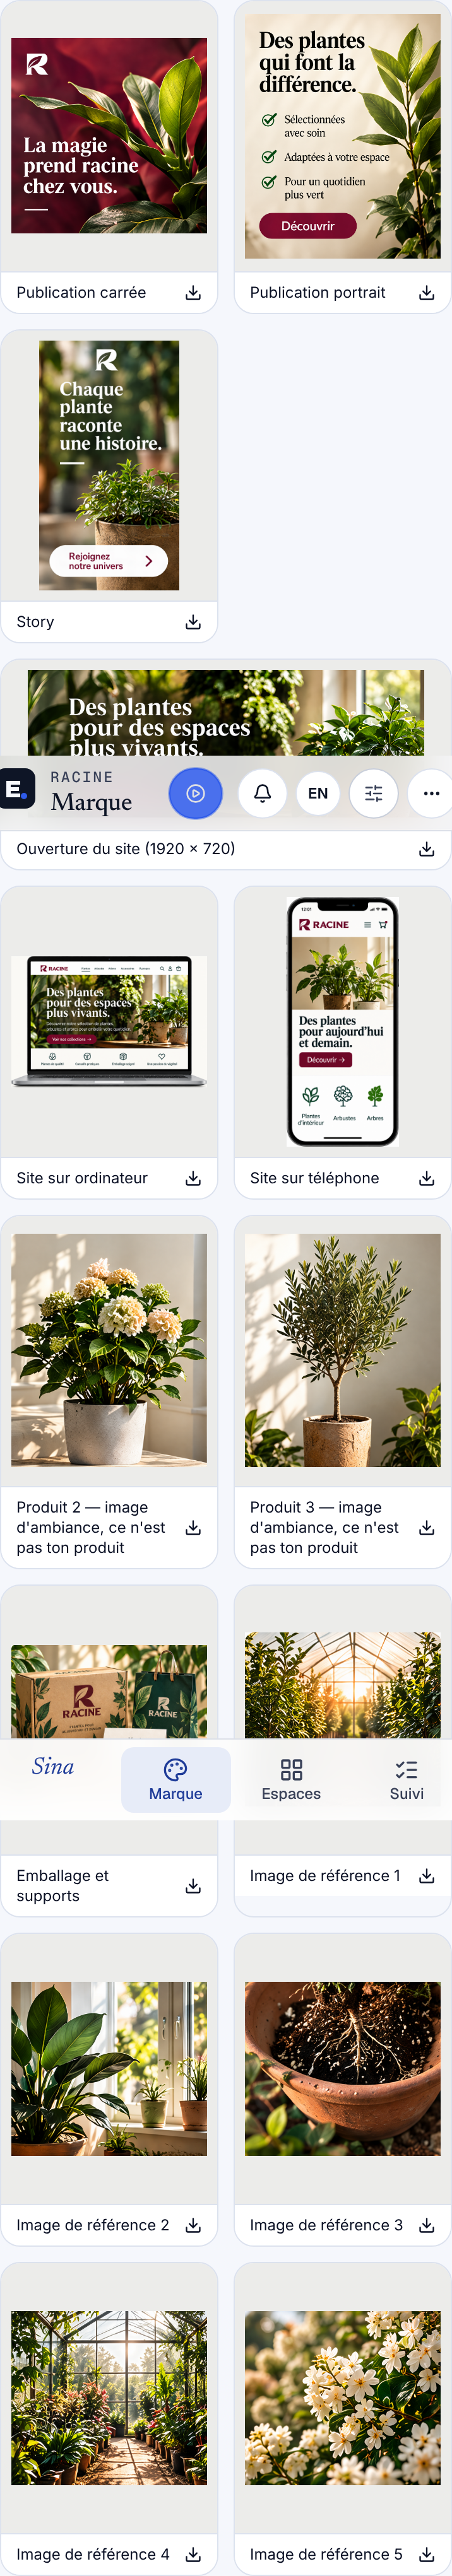 La magie
prend racine
chez vous.
Des plantes
qui font la
différence.
Sélectionnées
avec soin
Adaptées à votre espace
Pour un quotidien
plus vert
Découvrir
Publication carrée
Publication portrait
Chaque
plante
raconte
une histoire.
Rejoignez
notre univers
Story
Des plantes
pour des espaces
plus vivants.
E.
RACINE
Marque
EN
Ouverture du site (1920 × 720)
RACINE
Des plantes
pour des espaces
plus vivants.
Voir nos collections →
12:01
RACINE
Des plantes
pour aujourd'hui
et demain.
Découvrir →
Plantes
d'intérieur
Arbustes
Arbres
Site sur ordinateur
Site sur téléphone
Produit 2 — image
d'ambiance, ce n'est
pas ton produit
Produit 3 — image
d'ambiance, ce n'est
pas ton produit
RACINE
RACINE
Sina
Marque
Espaces
Suivi
Emballage et
supports
Image de référence 1
Image de référence 2
Image de référence 3
Image de référence 4
Image de référence 5